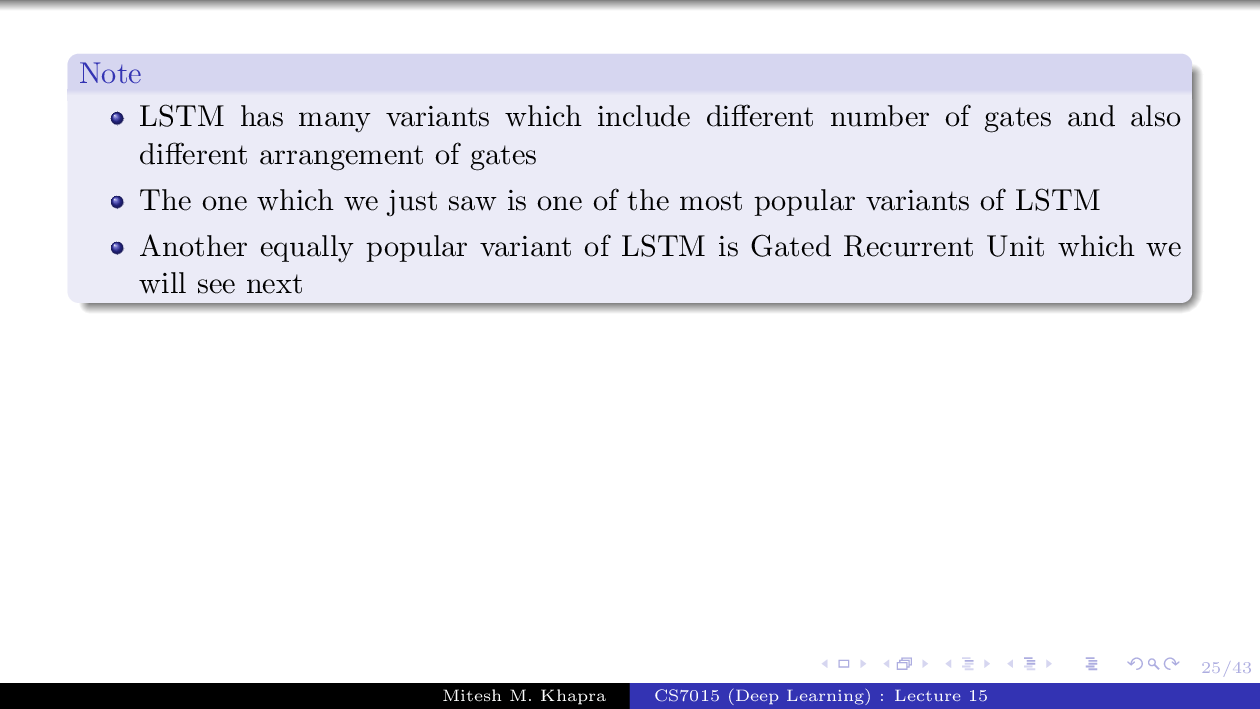 Note
LSTM has many variants which include different number of gates and also
different arrangement of gates
The one which we just saw is one of the most popular variants of LSTM
Another equally popular variant of LSTM is Gated Recurrent Unit which we
will see next
25/43
Mitesh M. Khapra
CS7015 (Deep Learning) : Lecture 15